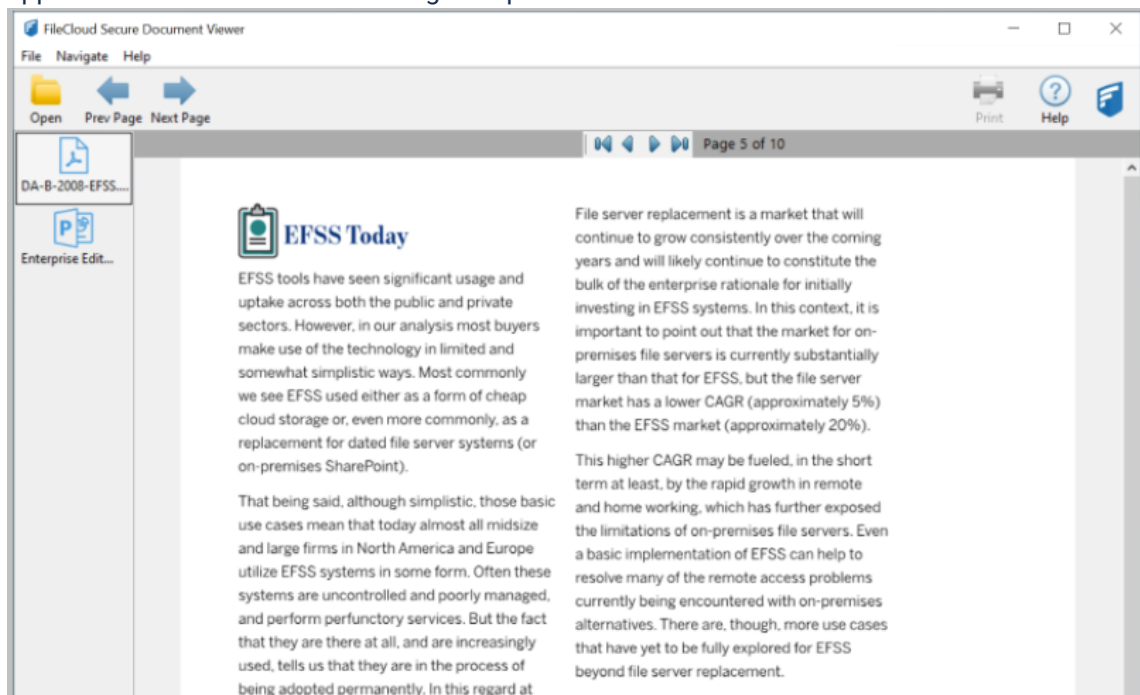 FileCloud Secure Document Viewer
File Navigate Help
Open Prev Page Next Page Print Help
Page 5 of 10
DA-B-2008-EFSS....
Enterprise Edit...
EFSS Today
EFSS tools have seen significant usage and
uptake across both the public and private
sectors. However, in our analysis most buyers
make use of the technology in limited and
somewhat simplistic ways. Most commonly
we see EFSS used either as a form of cheap
cloud storage or, even more commonly, as a
replacement for dated file server systems (or
on-premises SharePoint).
That being said, although simplistic, those basic
use cases mean that today almost all midsize
and large firms in North America and Europe
utilize EFSS systems in some form. Often these
systems are uncontrolled and poorly managed,
and perform perfunctory services. But the fact
that they are there at all, and are increasingly
used, tells us that they are in the process of
being adopted permanently. In this regard at
File server replacement is a market that will
continue to grow consistently over the coming
years and will likely continue to constitute the
bulk of the enterprise rationale for initially
investing in EFSS systems. In this context, it is
important to point out that the market for on-
premises file servers is currently substantially
larger than that for EFSS, but the file server
market has a lower CAGR (approximately 5%)
than the EFSS market (approximately 20%).
This higher CAGR may be fueled, in the short
term at least, by the rapid growth in remote
and home working, which has further exposed
the limitations of on-premises file servers. Even
a basic implementation of EFSS can help to
resolve many of the remote access problems
currently being encountered with on-premises
alternatives. There are, though, more use cases
that have yet to be fully explored for EFSS
beyond file server replacement.